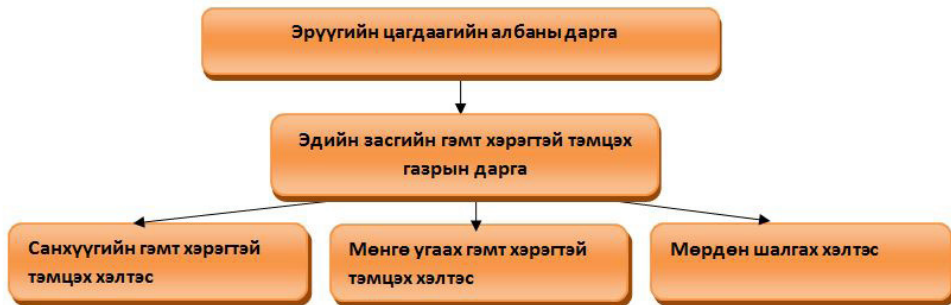 Эрүүгийн цагдаагийн албаны дарга
Эдийн засгийн гэмт хэрэгтэй тэмцэх
газрын дарга
Санхүүгийн гэмт хэрэгтэй
тэмцэх хэлтэс
Мөнгө угаах гэмт хэрэгтэй
тэмцэх хэлтэс
Мөрдөн шалгах хэлтэс